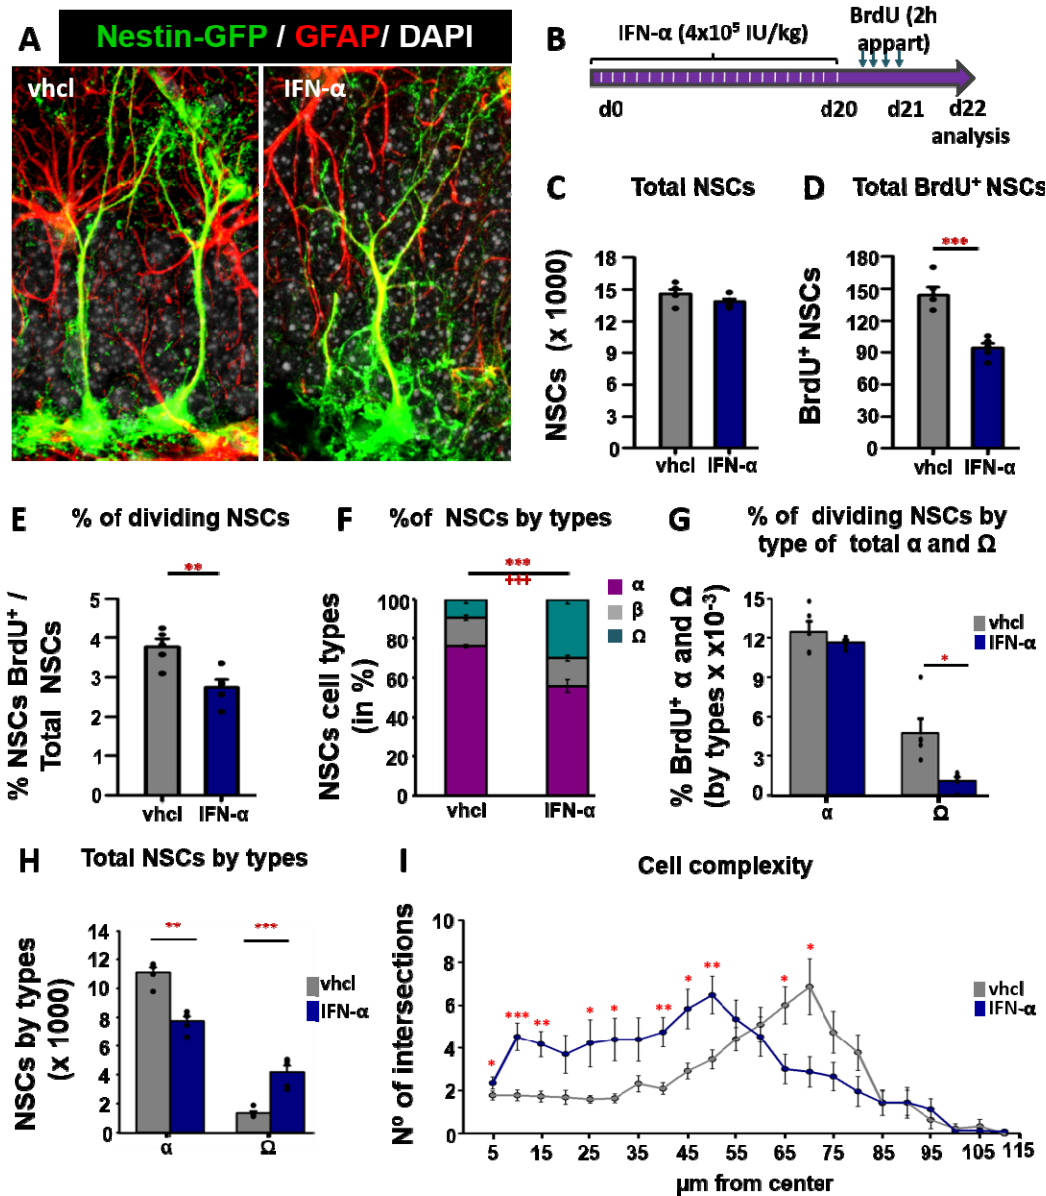 A
Nestin-GFP / GFAP/ DAPI
vhcl
IFN-α
B
IFN-α (4x10⁵ IU/kg)
BrdU (2h
appart)
d0
d20
d21
d22
analysis
C
Total NSCs
NSCs (x 1000)
18
15
12
9
6
3
0
vhcl
IFN-α
D
Total BrdU⁺ NSCs
***
BrdU⁺ NSCs
180
150
120
90
60
30
0
vhcl
IFN-α
E
% of dividing NSCs
**
% NSCs BrdU⁺ /
Total NSCs
5
4
3
2
1
0
vhcl
IFN-α
F
%of NSCs by types
***
+++
NSCs cell types
(in %)
100
80
60
40
20
0
vhcl
IFN-α
α
β
Ω
G
% of dividing NSCs by
type of total α and Ω
% BrdU⁺ α and Ω
(by types x x10⁻³)
15
12
6
3
0
*
α
Ω
vhcl
IFN-α
H
Total NSCs by types
NSCs by types
(x 1000)
14
12
10
8
6
4
2
0
**
***
α
Ω
vhcl
IFN-α
I
Cell complexity
Nº of intersections
10
8
6
4
2
0
*
***
**
*
*
**
*
**
*
*
5
15
25
35
45
55
65
75
85
95
105
115
µm from center
vhcl
IFN-α